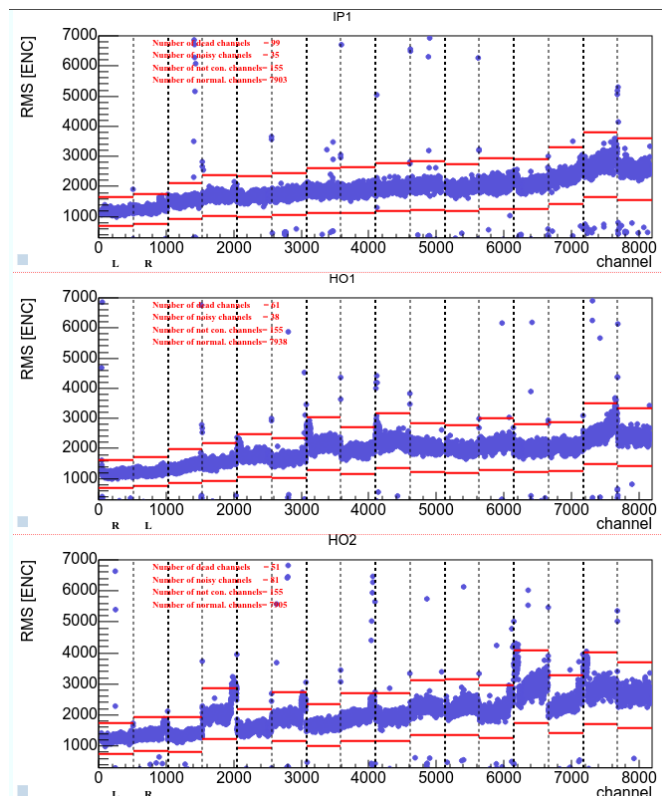 IP1
Number of dead channels = 99
Number of noisy channels = 35
Number of not con. channels= 155
Number of normal. channels= 7903
RMS [ENC]
7000
6000
5000
4000
3000
2000
1000
0 1000 2000 3000 4000 5000 6000 7000 8000
channel
L R
HO1
Number of dead channels = 61
Number of noisy channels = 38
Number of not con. channels= 155
Number of normal. channels= 7938
RMS [ENC]
7000
6000
5000
4000
3000
2000
1000
0 1000 2000 3000 4000 5000 6000 7000 8000
channel
R L
HO2
Number of dead channels = 51
Number of noisy channels = 81
Number of not con. channels= 155
Number of normal. channels= 7905
RMS [ENC]
7000
6000
5000
4000
3000
2000
1000
0 1000 2000 3000 4000 5000 6000 7000 8000
channel
L R